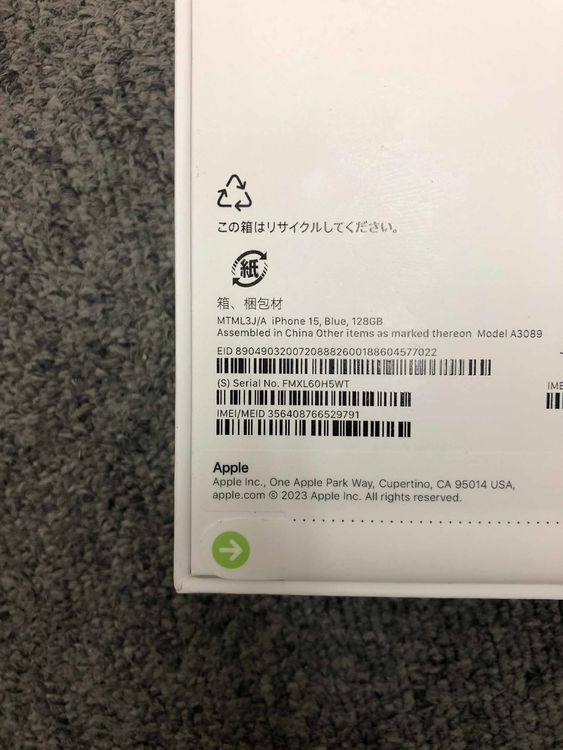 この箱はリサイクルしてください。
紙
箱、梱包材
MTML3J/A iPhone 15, Blue, 128GB
Assembled in China Other items as marked thereon Model A3089
EID 89049032007208882600188604577022
(S) Serial No. FMXL60H5WT
IMEI/MEID 356408766529791
IME
Apple
Apple Inc., One Apple Park Way, Cupertino, CA 95014 USA,
apple.com © 2023 Apple Inc. All rights reserved.